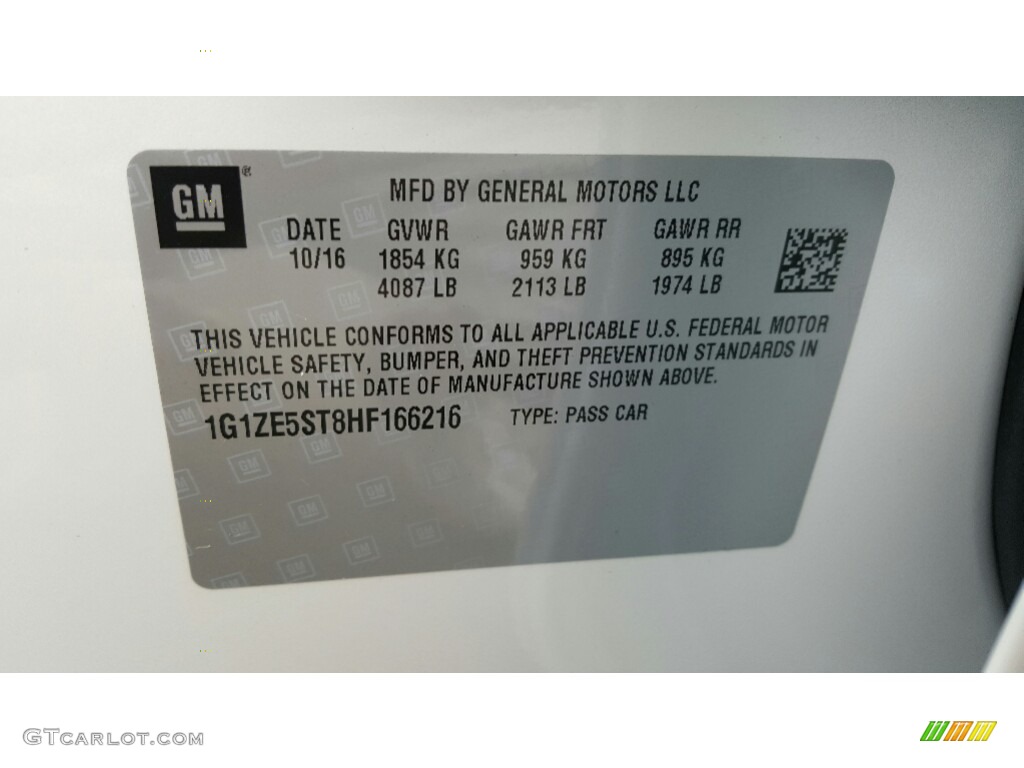 GM®
MFD BY GENERAL MOTORS LLC
DATE GVWR GAWR FRT GAWR RR
10/16 1854 KG 959 KG 895 KG
4087 LB 2113 LB 1974 LB
THIS VEHICLE CONFORMS TO ALL APPLICABLE U.S. FEDERAL MOTOR
VEHICLE SAFETY, BUMPER, AND THEFT PREVENTION STANDARDS IN
EFFECT ON THE DATE OF MANUFACTURE SHOWN ABOVE.
1G1ZE5ST8HF166216 TYPE: PASS CAR
GTCARLOT.COM